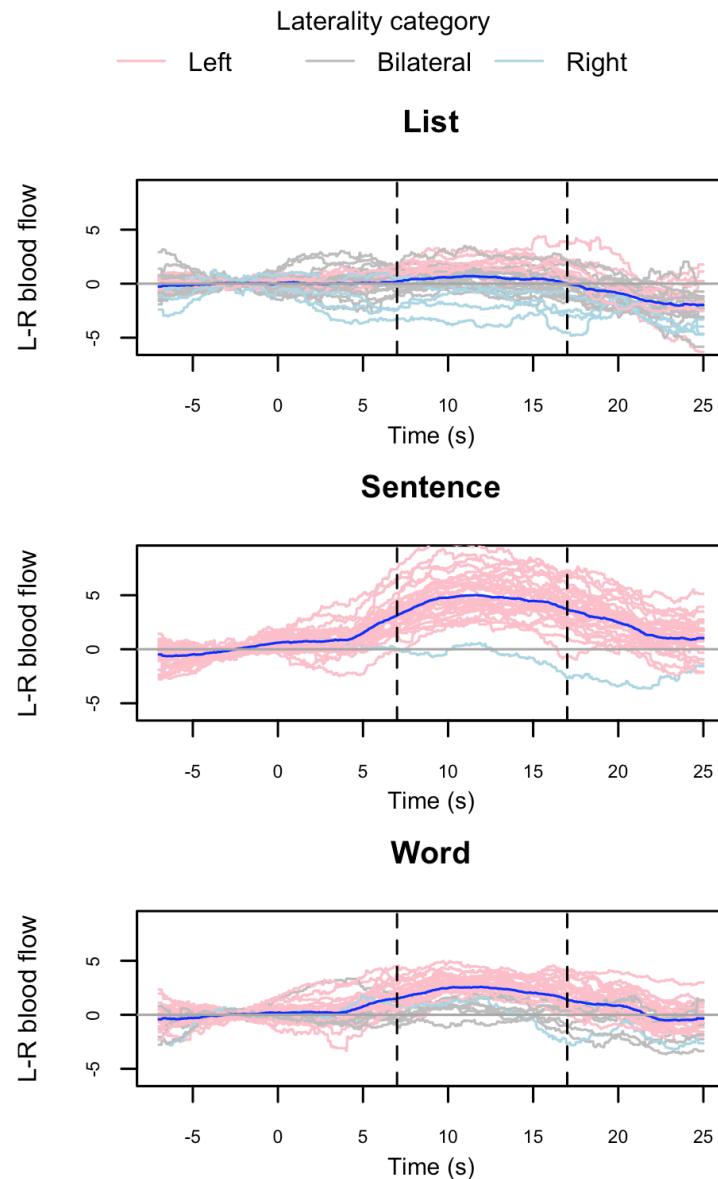 Laterality category
Left Bilateral Right
List
L-R blood flow
5
0
-5
-5 0 5 10 15 20 25
Time (s)
Sentence
L-R blood flow
5
0
-5
-5 0 5 10 15 20 25
Time (s)
Word
L-R blood flow
5
0
-5
-5 0 5 10 15 20 25
Time (s)